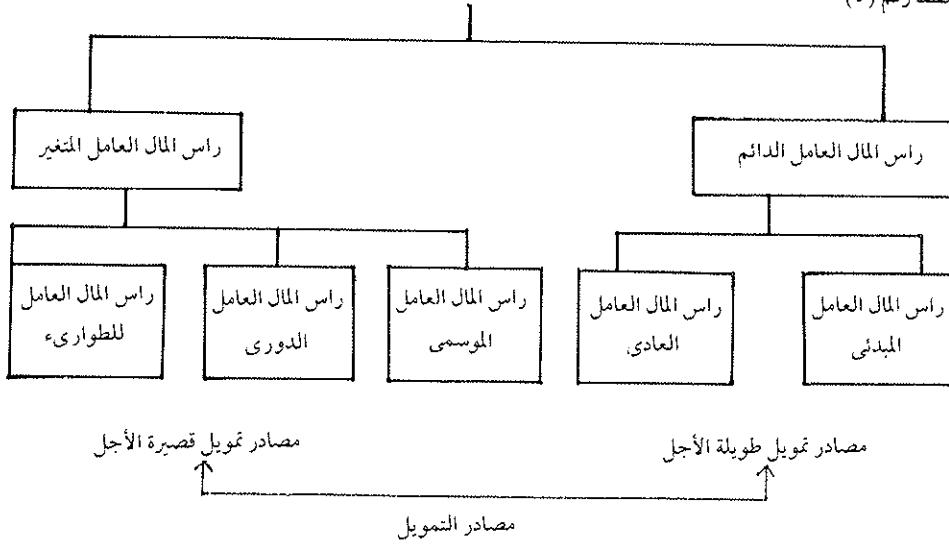 رقم (٥)
راس المال العامل الدائم
راس المال العامل المتغير
راس المال العامل
المبدئى
راس المال العامل
العادى
راس المال العامل
الموسمى
راس المال العامل
الدورى
راس المال العامل
للطوارىء
مصادر تمويل طويلة الأجل
مصادر تمويل قصيرة الأجل
مصادر التمويل